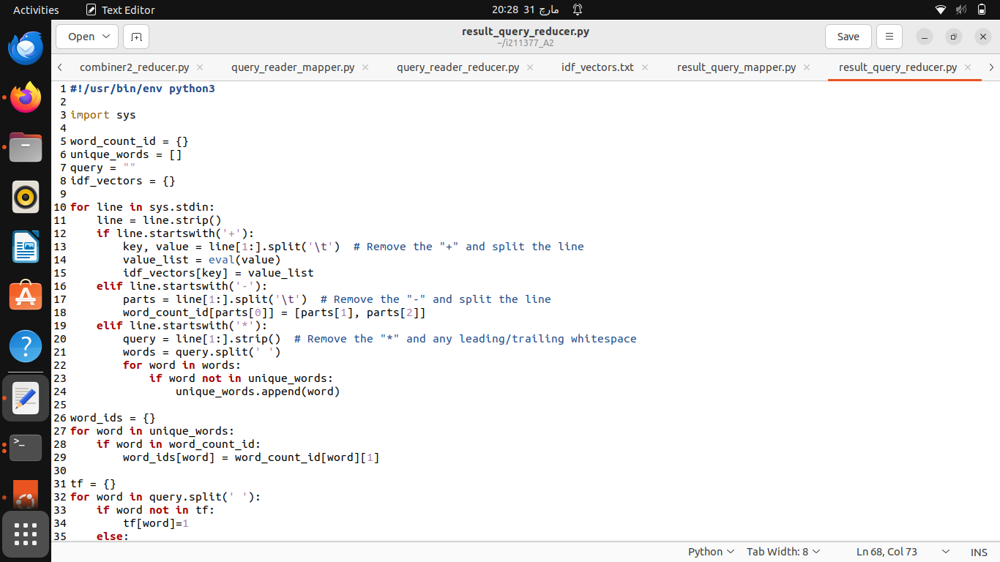 Activities Text Editor 20:28 31 مارچ
Open result_query_reducer.py Save
~/i211377_A2
combiner2_reducer.py query_reader_mapper.py query_reader_reducer.py idf_vectors.txt result_query_mapper.py result_query_reducer.py
1 #!/usr/bin/env python3
2
3 import sys
4
5 word_count_id = {}
6 unique_words = []
7 query = ""
8 idf_vectors = {}
9
10 for line in sys.stdin:
11     line = line.strip()
12     if line.startswith('+'):
13         key, value = line[1:].split('\t')  # Remove the "+" and split the line
14         value_list = eval(value)
15         idf_vectors[key] = value_list
16     elif line.startswith('-'):
17         parts = line[1:].split('\t')  # Remove the "-" and split the line
18         word_count_id[parts[0]] = [parts[1], parts[2]]
19     elif line.startswith('*'):
20         query = line[1:].strip()  # Remove the "*" and any leading/trailing whitespace
21         words = query.split(' ')
22         for word in words:
23             if word not in unique_words:
24                 unique_words.append(word)
25
26 word_ids = {}
27 for word in unique_words:
28     if word in word_count_id:
29         word_ids[word] = word_count_id[word][1]
30
31 tf = {}
32 for word in query.split(' '):
33     if word not in tf:
34         tf[word]=1
35     else:
Python Tab Width: 8 Ln 68, Col 73 INS